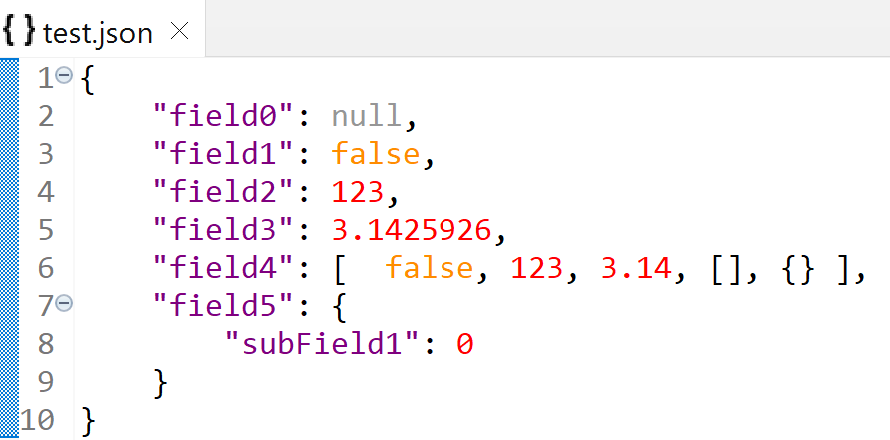 { } test.json ×
1 {
2     "field0": null,
3     "field1": false,
4     "field2": 123,
5     "field3": 3.1425926,
6     "field4": [  false, 123, 3.14, [], {} ],
7     "field5": {
8         "subField1": 0
9     }
10 }